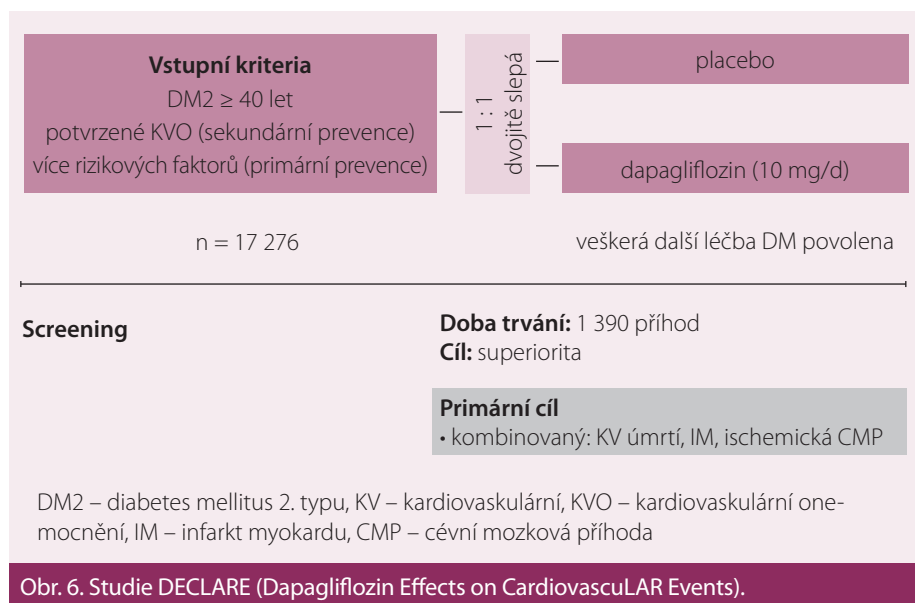 Vstupní kriteria
DM2 ≥ 40 let
potvrzené KVO (sekundární prevence)
více rizikových faktorů (primární prevence)
1 : 1
dvojitě slepá
placebo
dapagliflozin (10 mg/d)
n = 17 276
veškerá další léčba DM povolena
Screening
Doba trvání: 1 390 příhod
Cíl: superiorita
Primární cíl
• kombinovaný: KV úmrtí, IM, ischemická CMP
DM2 – diabetes mellitus 2. typu, KV – kardiovaskulární, KVO – kardiovaskulární one-
mocnění, IM – infarkt myokardu, CMP – cévní mozková příhoda
Obr. 6. Studie DECLARE (Dapagliflozin Effects on CardiovascuLAR Events).